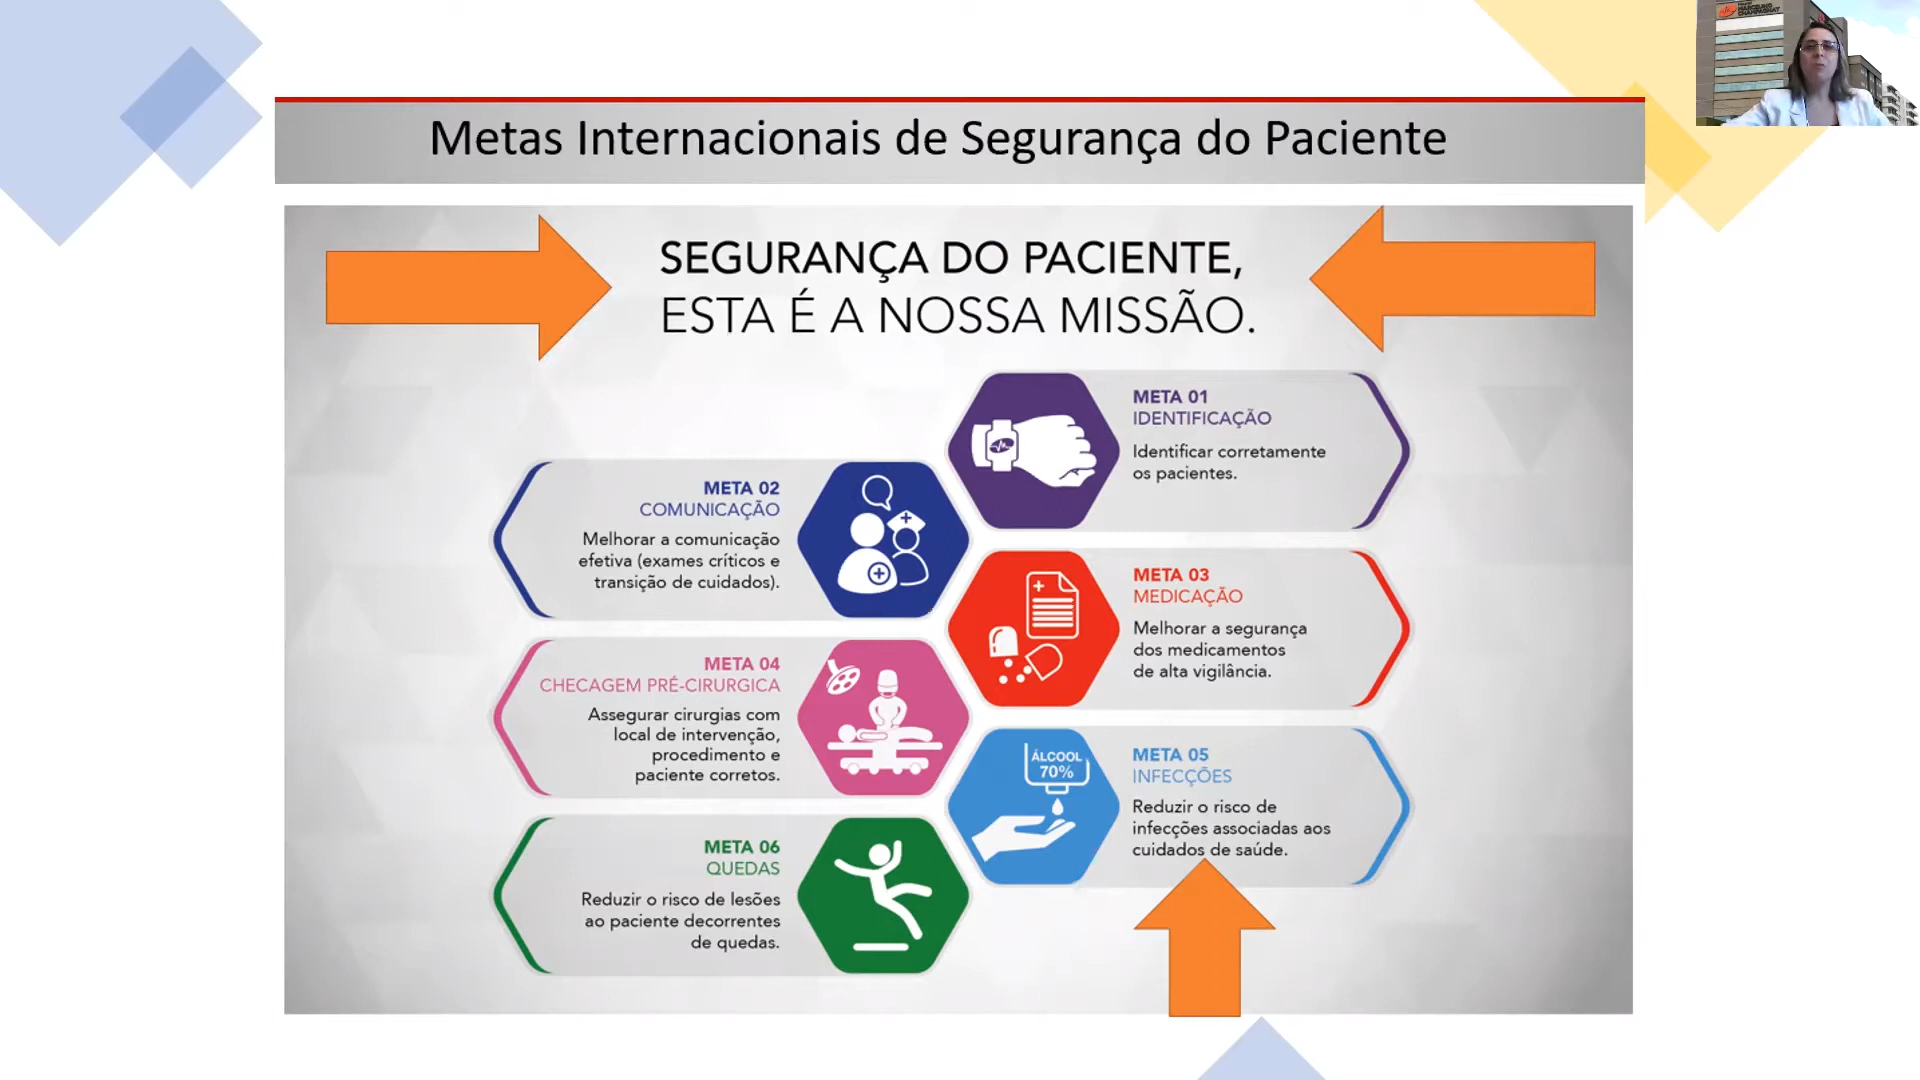 Metas Internacionais de Segurança do Paciente
SEGURANÇA DO PACIENTE,
ESTA É A NOSSA MISSÃO.
META 01
IDENTIFICAÇÃO
Identificar corretamente
os pacientes.
META 02
COMUNICAÇÃO
Melhorar a comunicação
efetiva (exames críticos e
transição de cuidados).
META 03
MEDICAÇÃO
Melhorar a segurança
dos medicamentos
de alta vigilância.
META 04
CHECAGEM PRÉ-CIRURGICA
Assegurar cirurgias com
local de intervenção,
procedimento e
paciente corretos.
ÁLCOOL
70%
META 05
INFECÇÕES
Reduzir o risco de
infecções associadas aos
cuidados de saúde.
META 06
QUEDAS
Reduzir o risco de lesões
ao paciente decorrentes
de quedas.
MARCELINO
CHAMPAGNAT